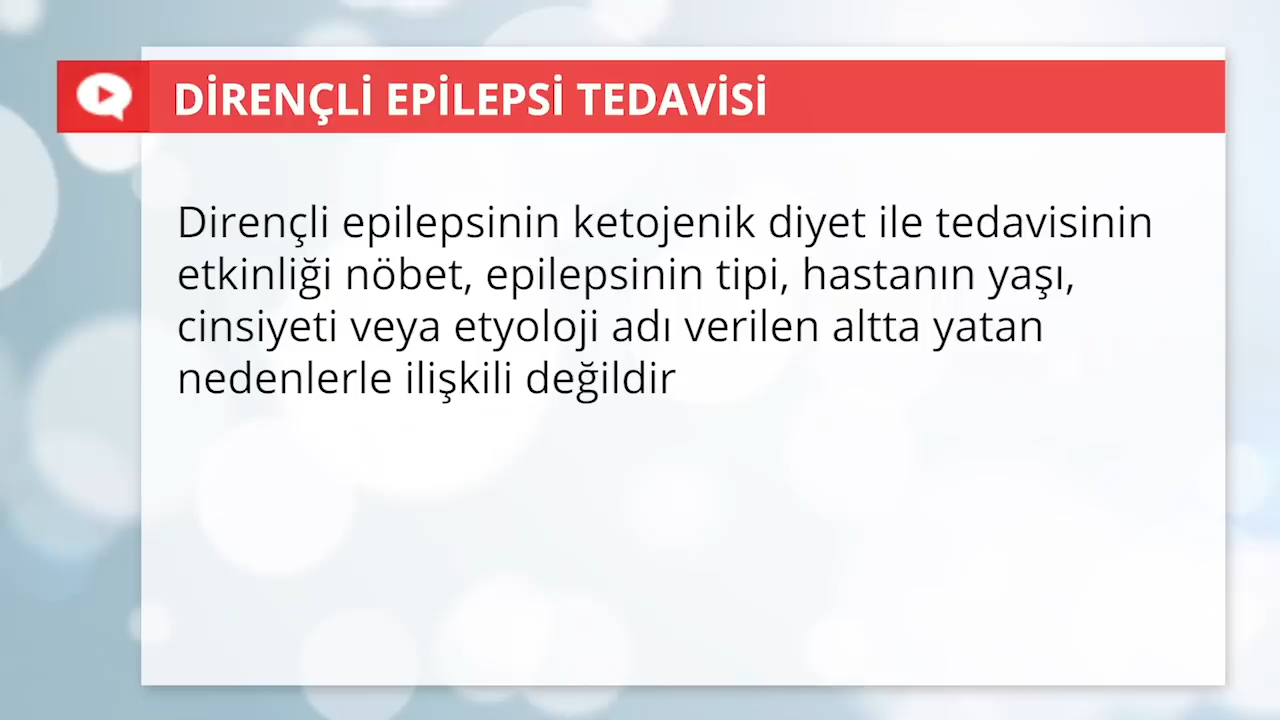 DİRENÇLİ EPİLEPSİ TEDAVİSİ
Dirençli epilepsinin ketojenik diyet ile tedavisinin
etkinliği nöbet, epilepsinin tipi, hastanın yaşı,
cinsiyeti veya etyoloji adı verilen altta yatan
nedenlerle ilişkili değildir